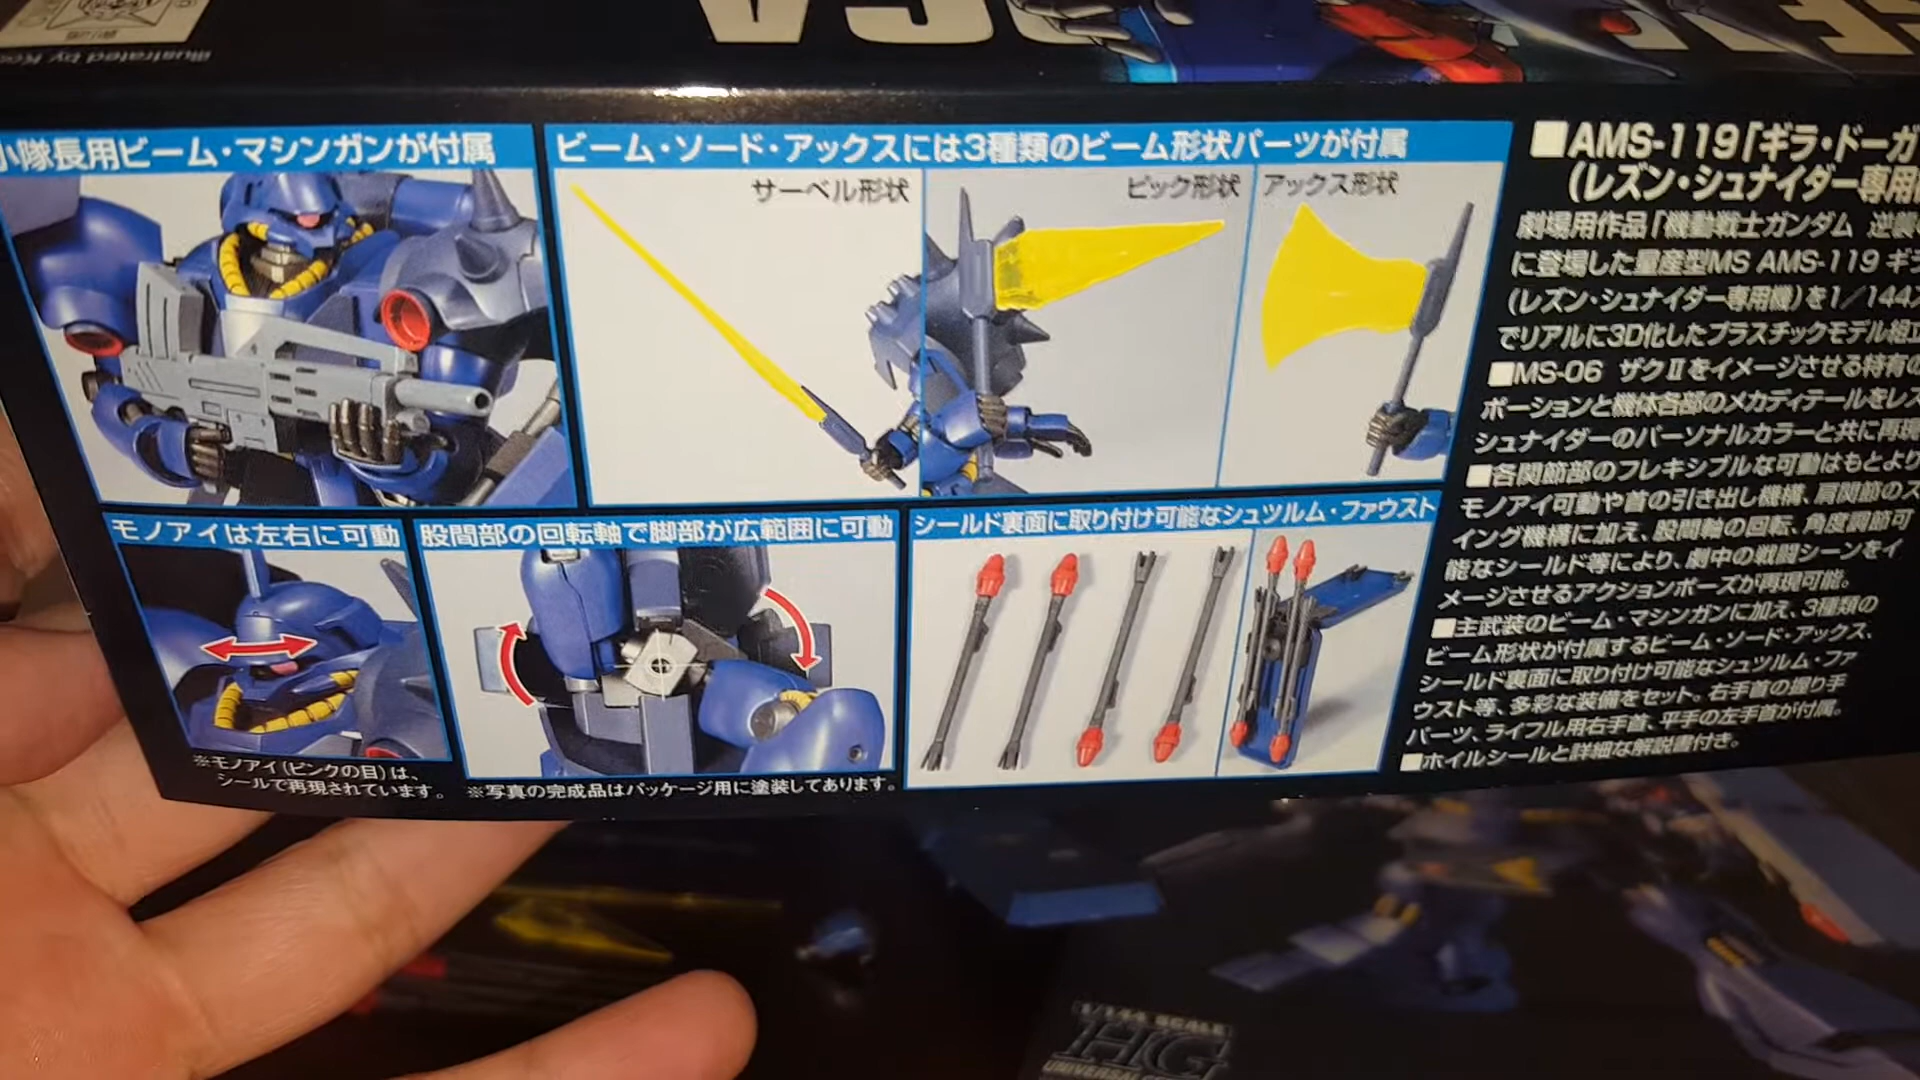 illustrated by
小隊長用ビーム・マシンガンが付属
ビーム・ソード・アックスには3種類のビーム形状パーツが付属
サーベル形状
ピック形状
アックス形状
モノアイは左右に可動
股間部の回転軸で脚部が広範囲に可動
シールド裏面に取り付け可能なシュツルム・ファウスト
※モノアイ(ピンクの目)は、
シールで再現されています。
※写真の完成品はパッケージ用に塗装してあります。
■AMS-119「ギラ・ドーガ
(レズン・シュナイダー専用
劇場用作品「機動戦士ガンダム 逆襲
に登場した量産型MS AMS-119 ギラ
(レズン・シュナイダー専用機)を1/144ス
でリアルに3D化したプラスチックモデル組立
■MS-06 ザクⅡをイメージさせる特有の
ポーションと機体各部のメカディテールをレズ
シュナイダーのパーソナルカラーと共に再現
■各関節部のフレキシブルな可動はもとより
モノアイ可動や首の引き出し機構、肩関節のス
イング機構に加え、股間軸の回転、角度調節可
能なシールド等により、劇中の戦闘シーンをイ
メージさせるアクションポーズが再現可能。
■主武装のビーム・マシンガンに加え、3種類の
ビーム形状が付属するビーム・ソード・アックス、
シールド裏面に取り付け可能なシュツルム・ファ
ウスト等、多彩な装備をセット。右手首の握り手
パーツ、ライフル用右手首、平手の左手首が付属。
■ホイルシールと詳細な解説書付き。
1/144 SCALE
HG
UNIVERSAL